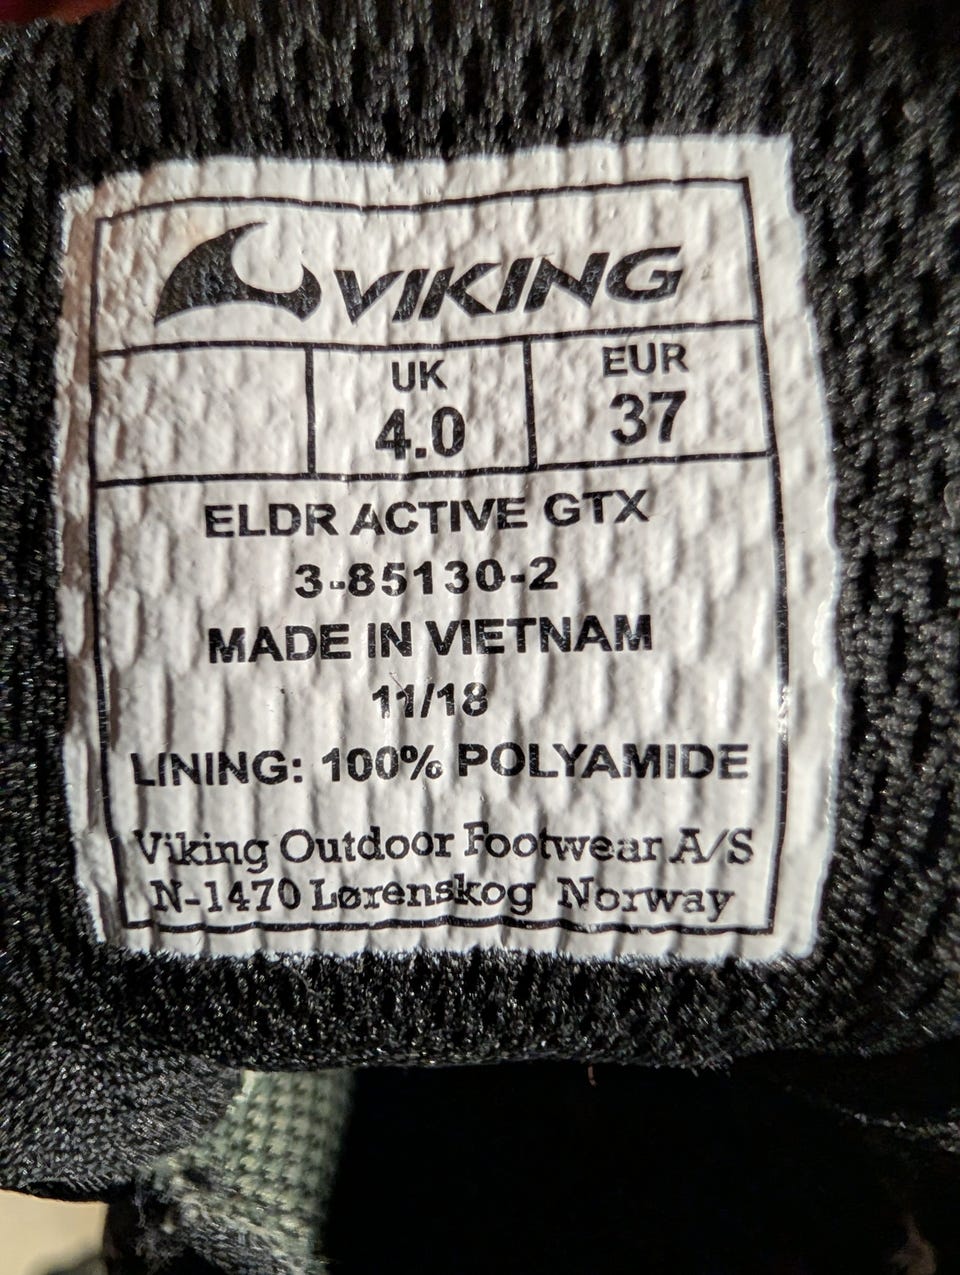 VIKING
UK EUR
4.0 37
ELDR ACTIVE GTX
3-85130-2
MADE IN VIETNAM
11/18
LINING: 100% POLYAMIDE
Viking Outdoor Footwear A/S
N-1470 Lørenskog Norway